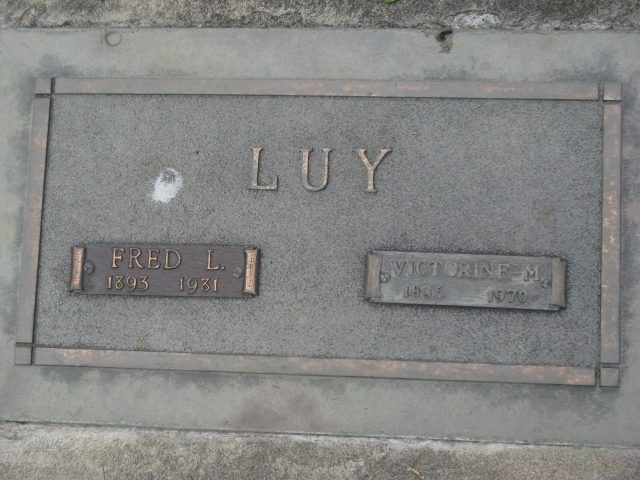 LUY
FRED L.
1893 1981
VICTORINE M.
1970